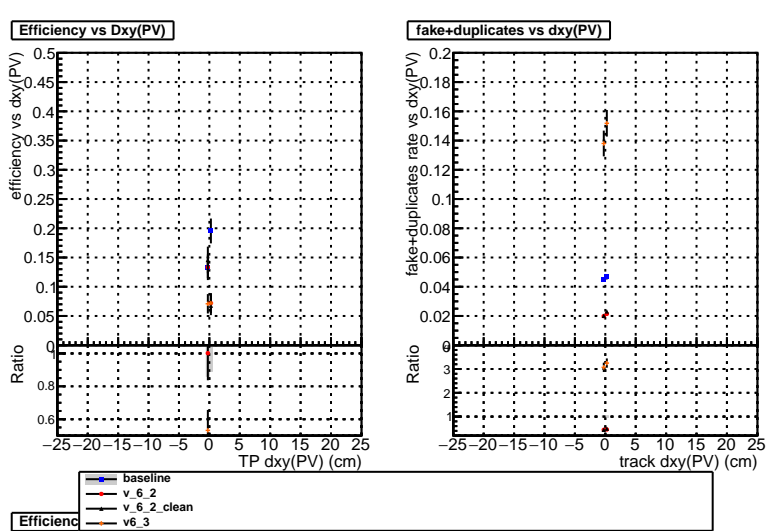 Efficiency vs Dxy(PV)
efficiency vs dxy(PV)
0.5
0.45
0.4
0.35
0.3
0.25
0.2
0.15
0.1
0.05
0
Ratio
1
0.8
0.6
−25 −20 −15 −10 −5 0 5 10 15 20 25
TP dxy(PV) (cm)
fake+duplicates vs dxy(PV)
fake+duplicates rate vs dxy(PV)
0.2
0.18
0.16
0.14
0.12
0.1
0.08
0.06
0.04
0.02
0
Ratio
3
2
1
−25 −20 −15 −10 −5 0 5 10 15 20 25
track dxy(PV) (cm)
baseline
v_6_2
v_6_2_clean
v6_3
Efficienc